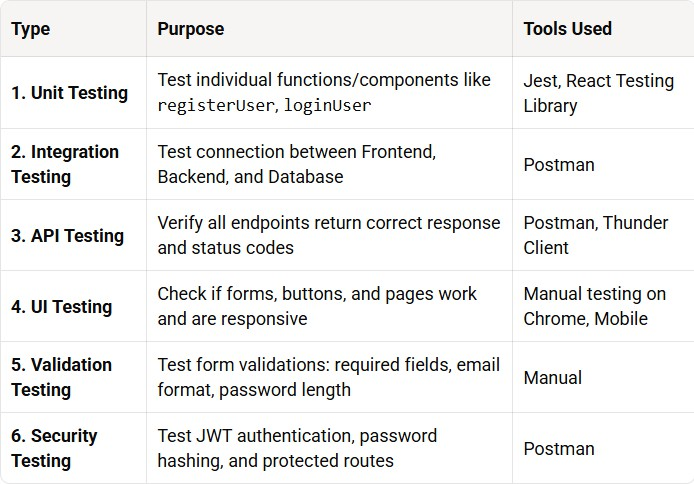 Type Purpose Tools Used
1. Unit Testing
Test individual functions/components like
registerUser, loginUser
Jest, React Testing
Library
2. Integration
Testing
Test connection between Frontend,
Backend, and Database
Postman
3. API Testing
Verify all endpoints return correct response
and status codes
Postman, Thunder
Client
4. UI Testing
Check if forms, buttons, and pages work
and are responsive
Manual testing on
Chrome, Mobile
5. Validation
Testing
Test form validations: required fields, email
format, password length
Manual
6. Security
Testing
Test JWT authentication, password
hashing, and protected routes
Postman